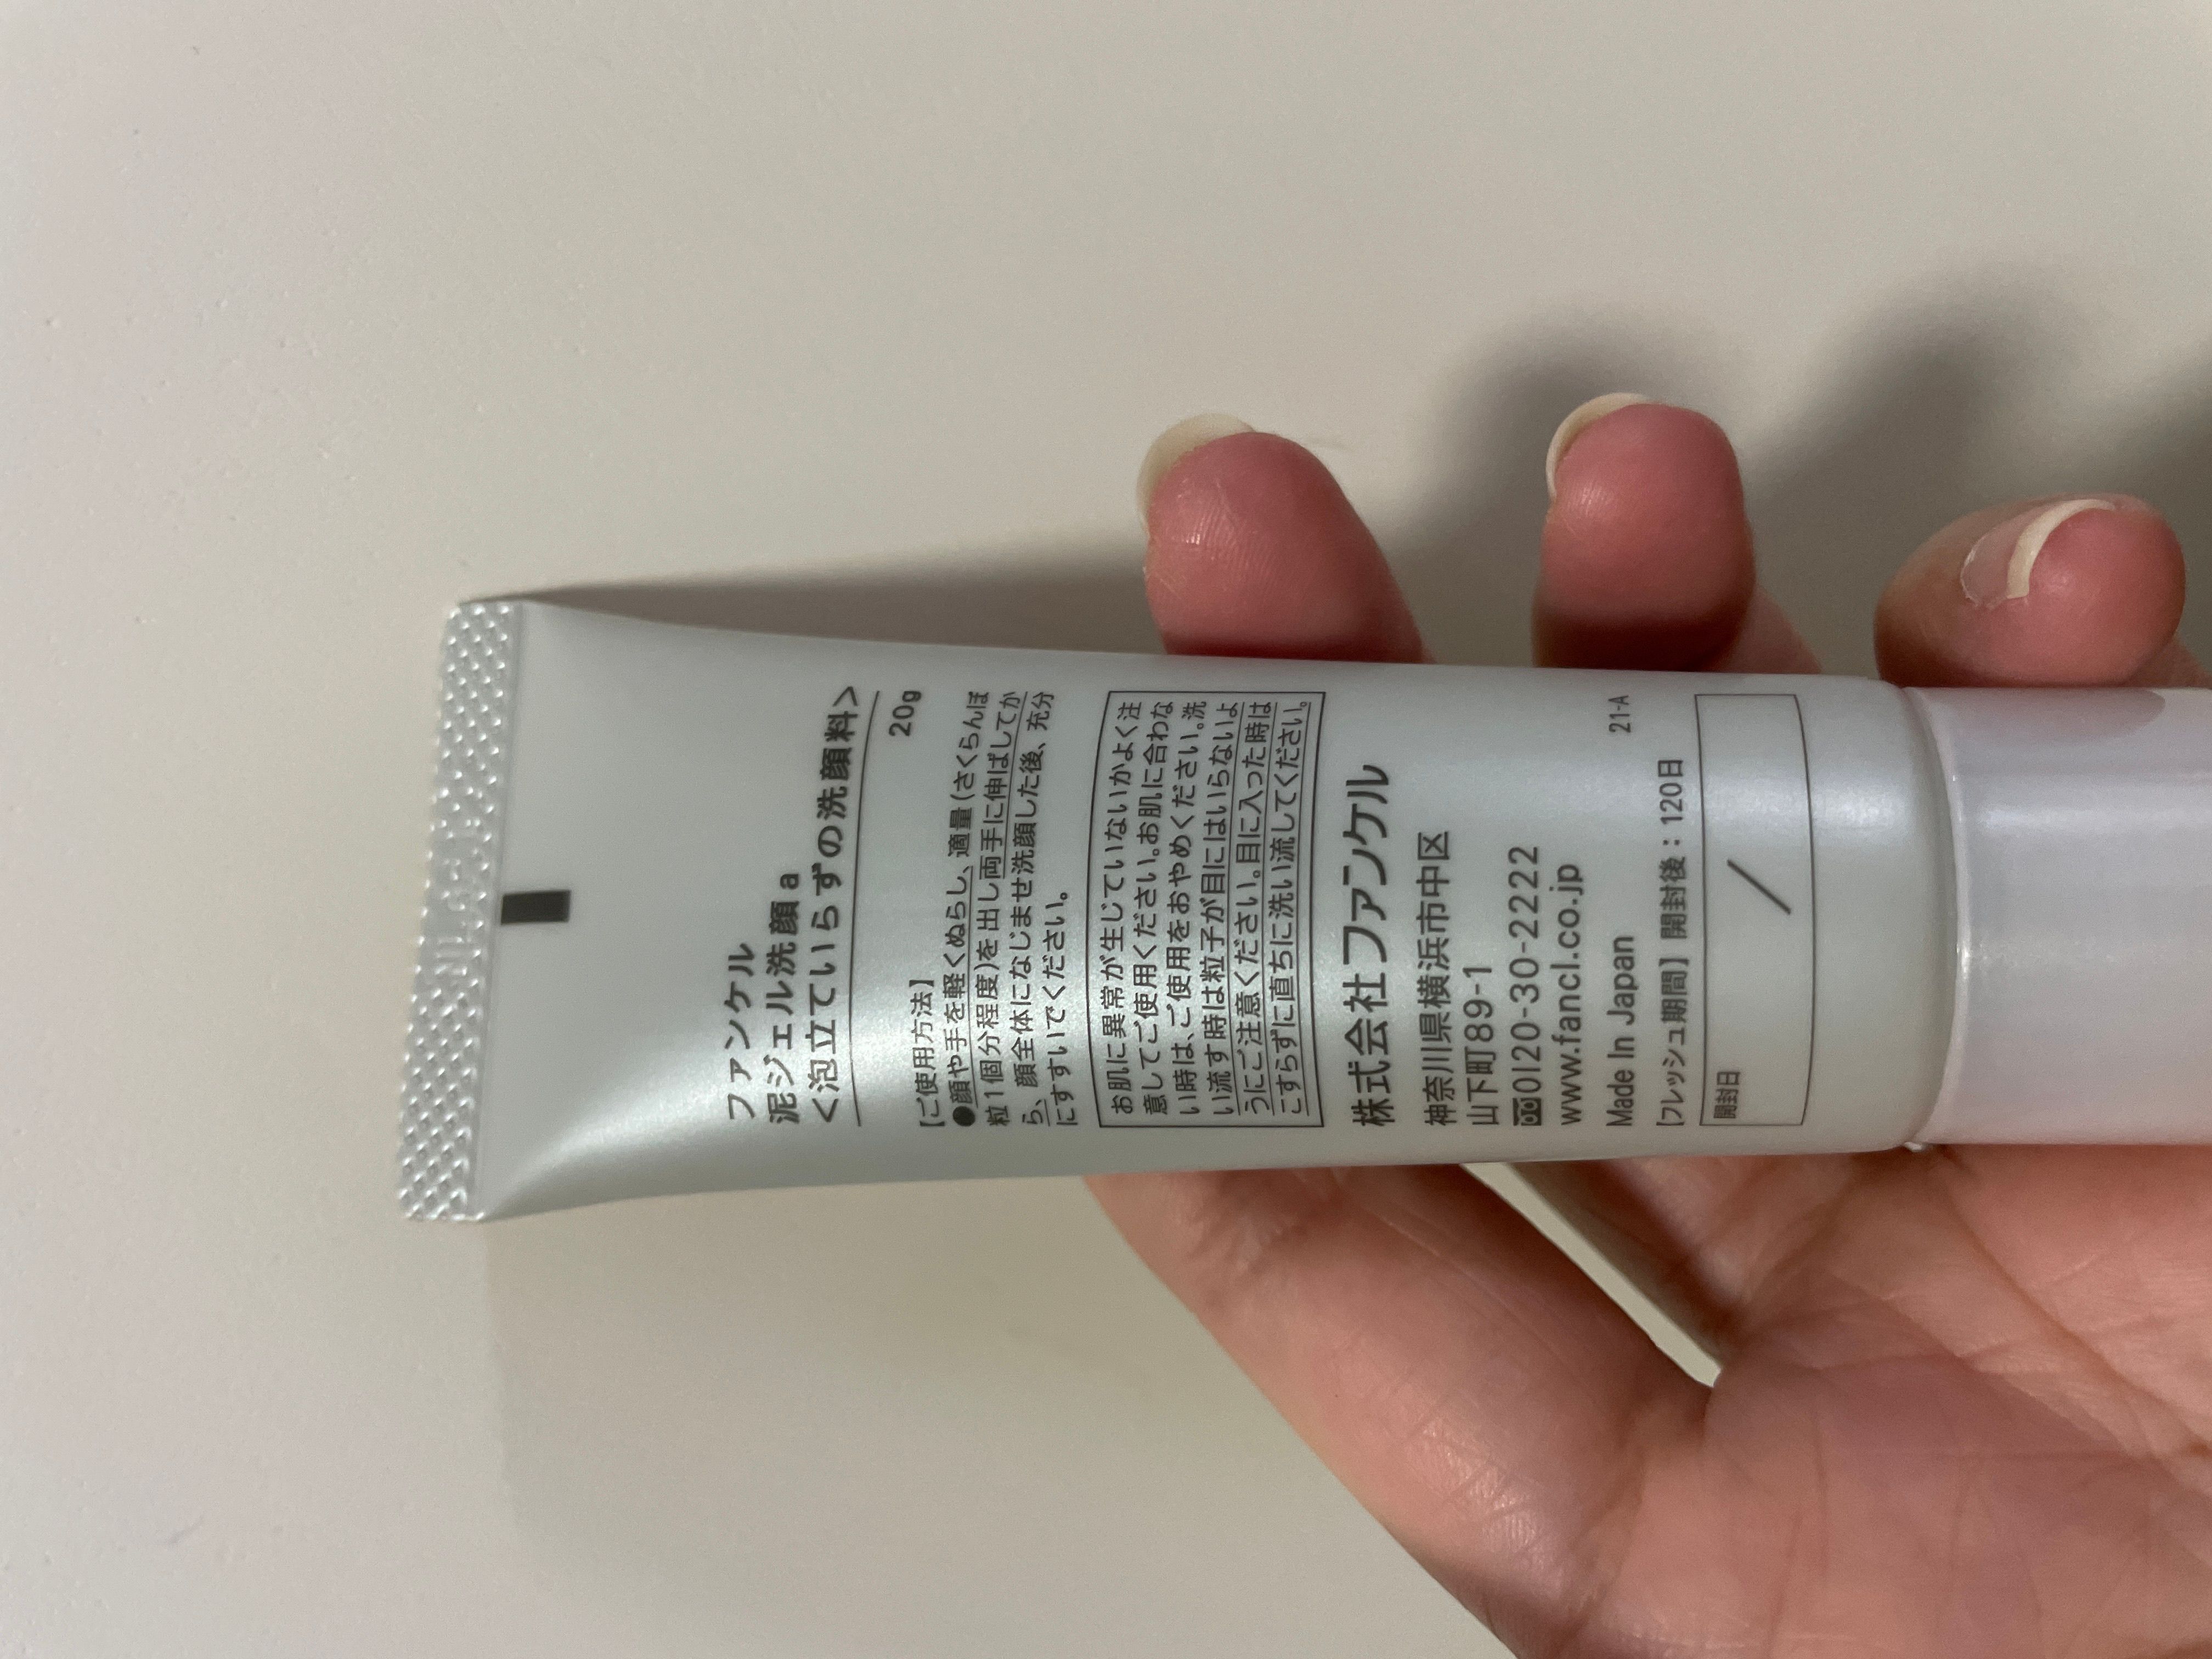 ファンケル
泥ジェル洗顔 a
<泡立ていらずの洗顔料>
20g
【ご使用方法】
●顔や手を軽くぬらし、適量(さくらんぼ
粒1個分程度)を出し両手に伸ばしてか
ら、顔全体になじませ洗顔した後、充分
にすすいでください。
お肌に異常が生じていないかよく注
意してご使用ください。お肌に合わな
い時は、ご使用をおやめください。洗
い流す時は粒子が目にはいらないよ
うにご注意ください。目に入った時は
こすらずに直ちに洗い流してください。
株式会社ファンケル
神奈川県横浜市中区
山下町89-1
0120-30-2222
www.fancl.co.jp
Made In Japan
21-A
【フレッシュ期間】開封後：120日
開封日
/